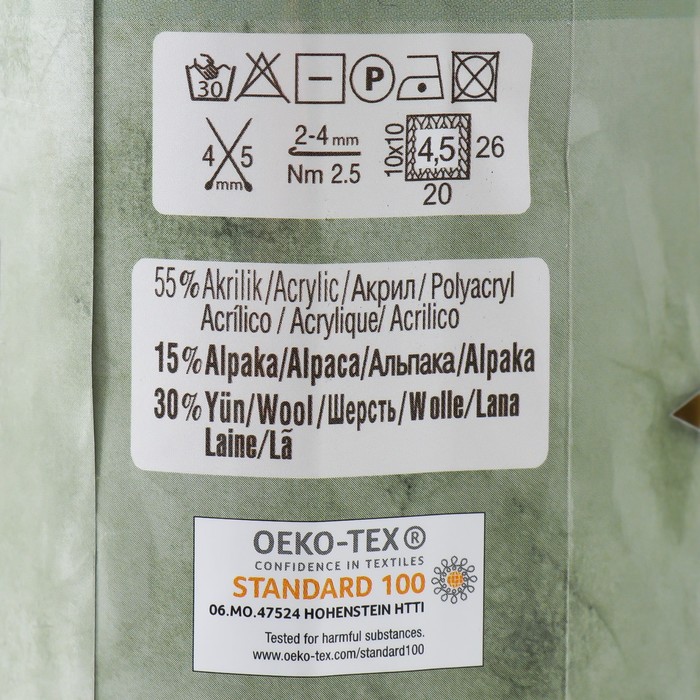 30 P
4 5 mm
2-4 mm
Nm 2.5
10x10 4,5 26
20
55% Akrilik/Acrylic/Акрил/Polyacryl
Acrílico / Acrylique/ Acrilico
15% Alpaka/Alpaca/Альпака/Alpaka
30% Yün/Wool/Шерсть/Wolle/Lana
Laine/Lã
OEKO-TEX®
CONFIDENCE IN TEXTILES
STANDARD 100
06.MO.47524 HOHENSTEIN HTTI
Tested for harmful substances.
www.oeko-tex.com/standard100